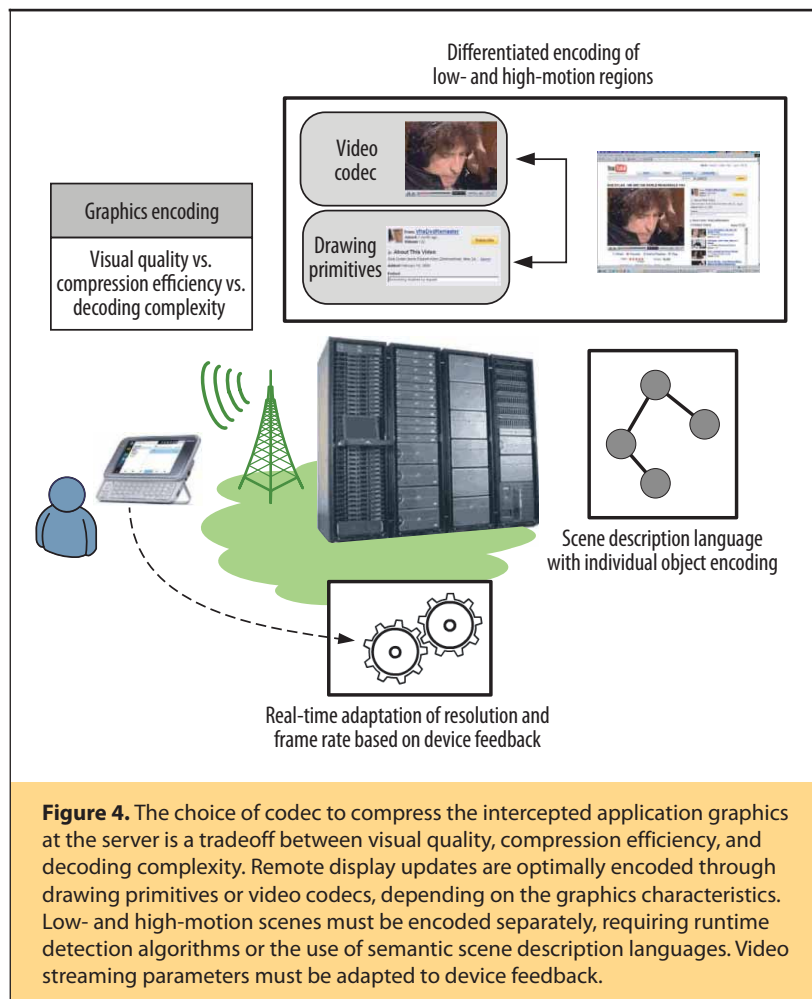 Differentiated encoding of
low- and high-motion regions
Video
codec
Drawing
primitives
About This Video
Graphics encoding
Visual quality vs.
compression efficiency vs.
decoding complexity
Scene description language
with individual object encoding
Real-time adaptation of resolution and
frame rate based on device feedback
Figure 4. The choice of codec to compress the intercepted application graphics
at the server is a tradeoff between visual quality, compression efficiency, and
decoding complexity. Remote display updates are optimally encoded through
drawing primitives or video codecs, depending on the graphics characteristics.
Low- and high-motion scenes must be encoded separately, requiring runtime
detection algorithms or the use of semantic scene description languages. Video
streaming parameters must be adapted to device feedback.